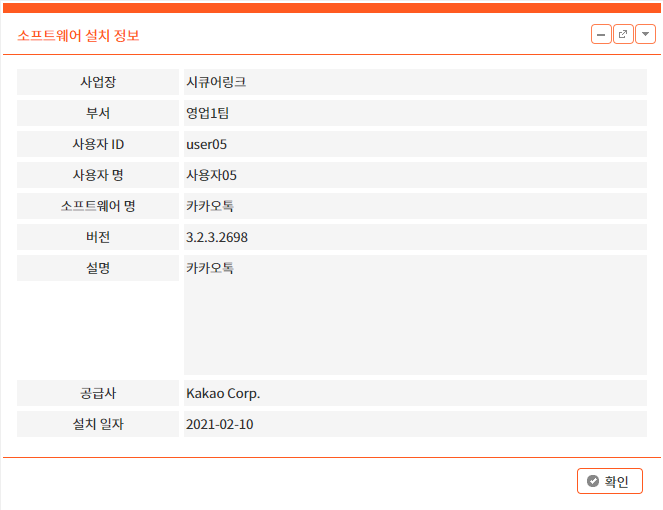 소프트웨어 설치 정보
사업장 시큐어링크
부서 영업1팀
사용자 ID user05
사용자 명 사용자05
소프트웨어 명 카카오톡
버전 3.2.3.2698
설명 카카오톡
공급사 Kakao Corp.
설치 일자 2021-02-10
확인